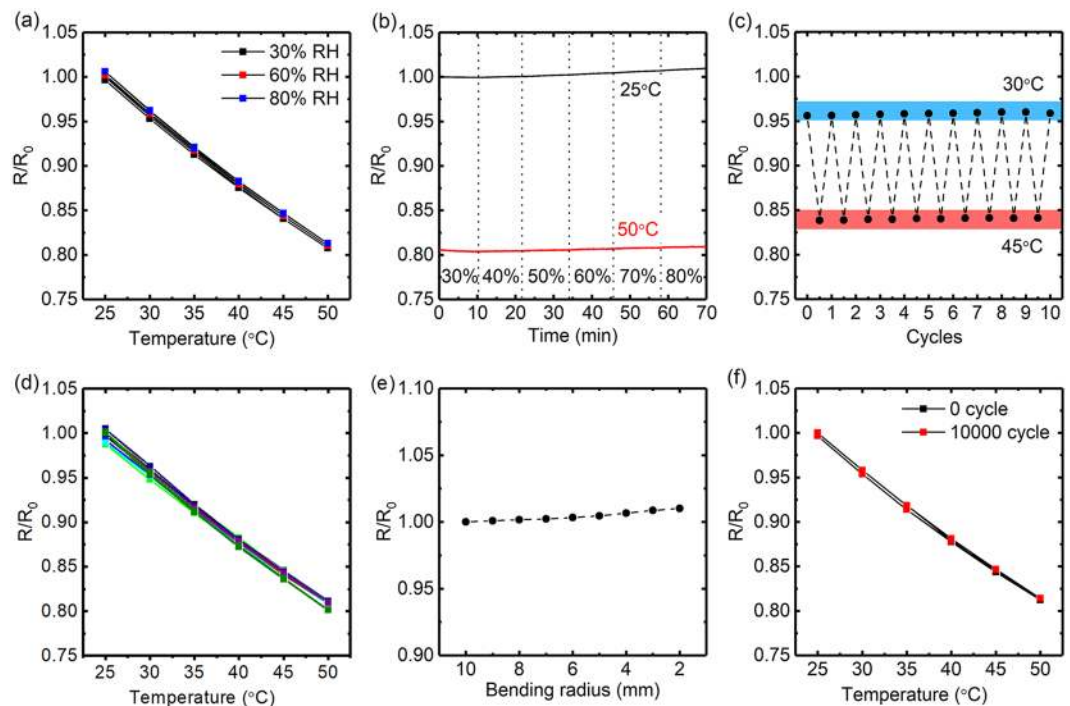 (a)
1.05
1.00
0.95
0.90
0.85
0.80
0.75
R/R0
30% RH
60% RH
80% RH
25 30 35 40 45 50
Temperature (°C)
(b)
1.05
1.00
0.95
0.90
0.85
0.80
0.75
R/R0
25°C
50°C
30% 40% 50% 60% 70% 80%
0 10 20 30 40 50 60 70
Time (min)
(c)
1.05
1.00
0.95
0.90
0.85
0.80
0.75
R/R0
30°C
45°C
0 1 2 3 4 5 6 7 8 9 10
Cycles
(d)
1.05
1.00
0.95
0.90
0.85
0.80
0.75
R/R0
25 30 35 40 45 50
Temperature (°C)
(e)
1.10
1.05
1.00
0.95
0.90
R/R0
10 8 6 4 2
Bending radius (mm)
(f)
1.05
1.00
0.95
0.90
0.85
0.80
0.75
R/R0
0 cycle
10000 cycle
25 30 35 40 45 50
Temperature (°C)